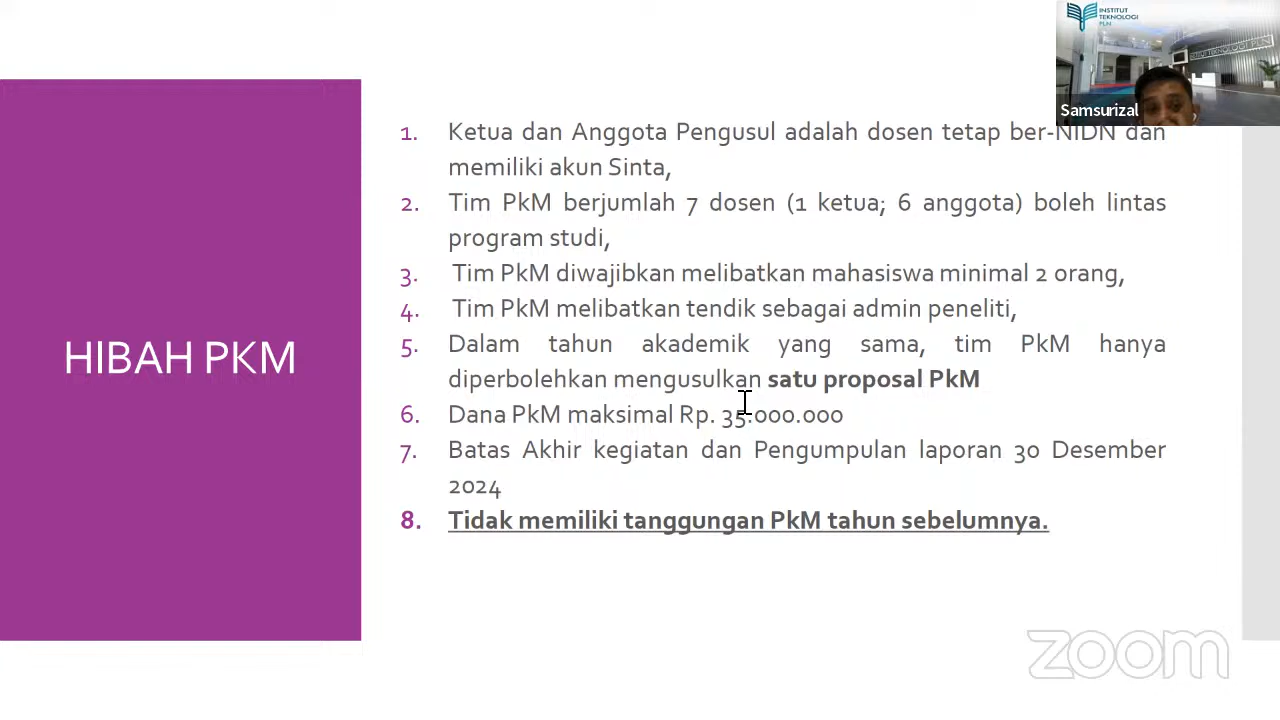 INSTITUT
TEKNOLOGI
PLN
INSTITUT TEKNOLOGI PLN
Samsurizal
HIBAH PKM
1. Ketua dan Anggota Pengusul adalah dosen tetap ber-NIDN dan
memiliki akun Sinta,
2. Tim PkM berjumlah 7 dosen (1 ketua; 6 anggota) boleh lintas
program studi,
3. Tim PkM diwajibkan melibatkan mahasiswa minimal 2 orang,
4. Tim PkM melibatkan tendik sebagai admin peneliti,
5. Dalam tahun akademik yang sama, tim PkM hanya
diperbolehkan mengusulkan satu proposal PkM
6. Dana PkM maksimal Rp. 35.000.000
7. Batas Akhir kegiatan dan Pengumpulan laporan 30 Desember
2024
8. Tidak memiliki tanggungan PkM tahun sebelumnya.
zoom